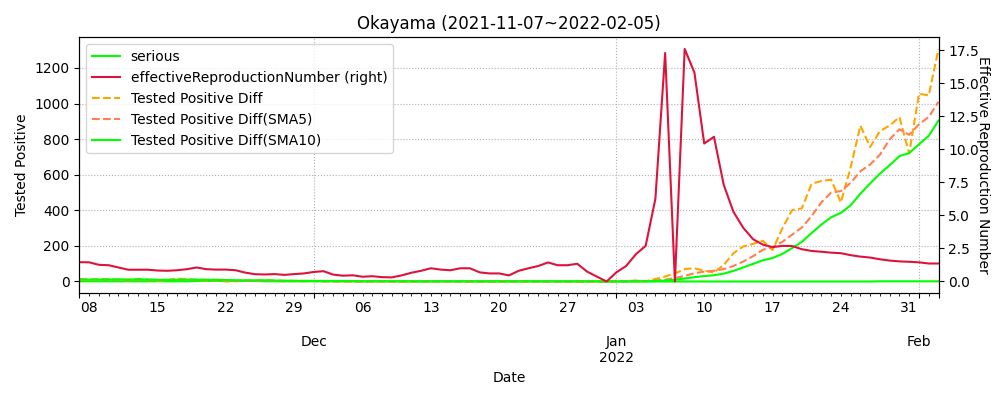 Okayama (2021-11-07~2022-02-05)
serious
effectiveReproductionNumber (right)
Tested Positive Diff
Tested Positive Diff(SMA5)
Tested Positive Diff(SMA10)
Tested Positive
1200
1000
800
600
400
200
0
17.5
15.0
12.5
10.0
7.5
5.0
2.5
0.0
Effective Reproduction Number
08 15 22 29 06 13 20 27 03 10 17 24 31
Dec Jan Feb
2022
Date